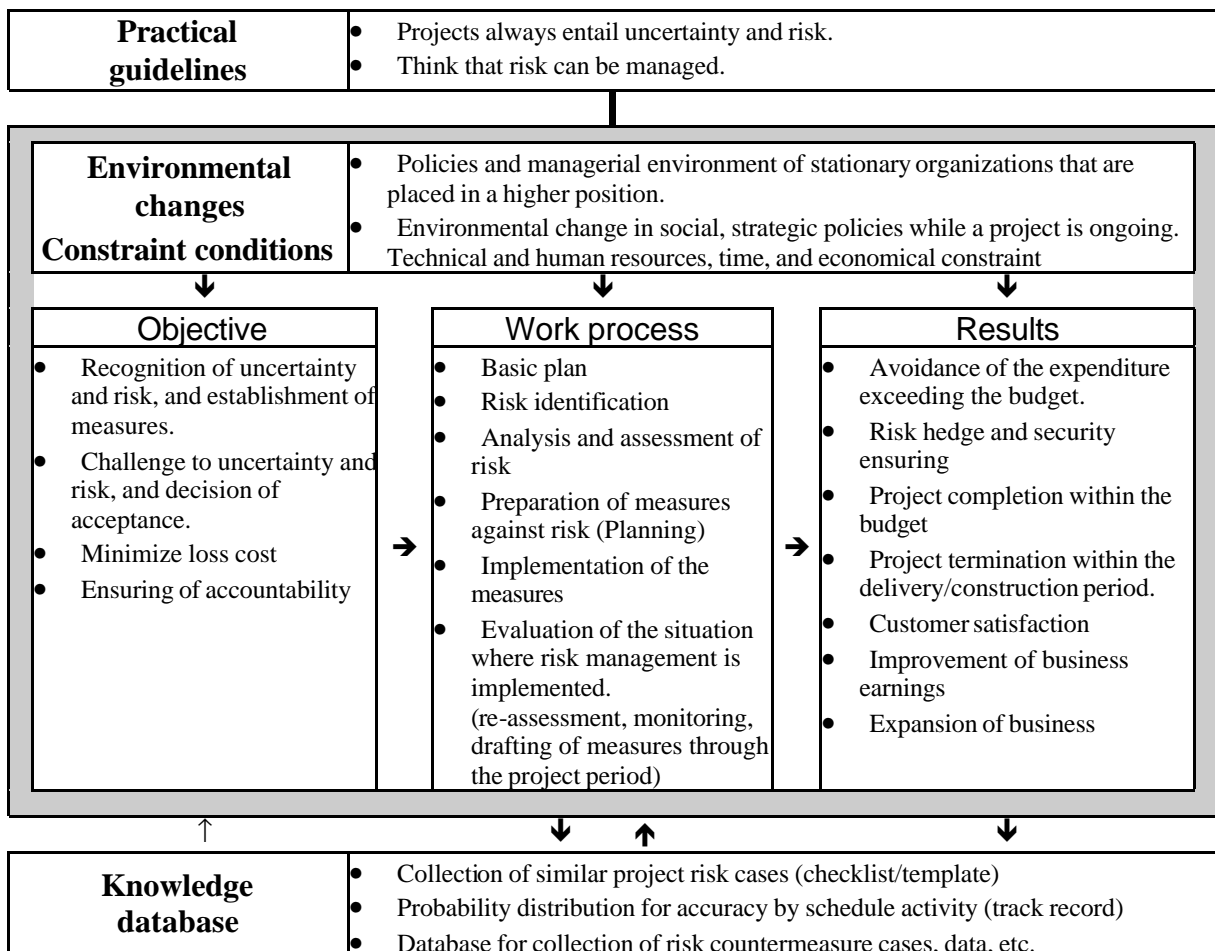 Practical
guidelines
● Projects always entail uncertainty and risk.
● Think that risk can be managed.
Environmental
changes
Constraint conditions
● Policies and managerial environment of stationary organizations that are
placed in a higher position.
● Environmental change in social, strategic policies while a project is ongoing.
Technical and human resources, time, and economical constraint
Objective
● Recognition of uncertainty
and risk, and establishment of
measures.
● Challenge to uncertainty and
risk, and decision of
acceptance.
● Minimize loss cost
● Ensuring of accountability
Work process
● Basic plan
● Risk identification
● Analysis and assessment of
risk
● Preparation of measures
against risk (Planning)
● Implementation of the
measures
● Evaluation of the situation
where risk management is
implemented.
(re-assessment, monitoring,
drafting of measures through
the project period)
Results
● Avoidance of the expenditure
exceeding the budget.
● Risk hedge and security
ensuring
● Project completion within the
budget
● Project termination within the
delivery/construction period.
● Customer satisfaction
● Improvement of business
earnings
● Expansion of business
Knowledge
database
● Collection of similar project risk cases (checklist/template)
● Probability distribution for accuracy by schedule activity (track record)
● Database for collection of risk countermeasure cases, data, etc.